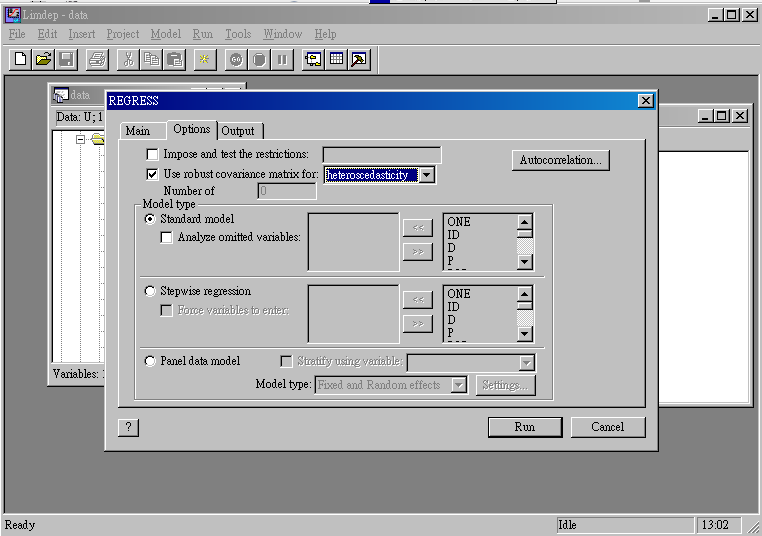 Limdep - data
File Edit Insert Project Model Run Tools Window Help
GO
data
Data: U; 1
Variables:
REGRESS
Main Options Output
Impose and test the restrictions:
Autocorrelation...
Use robust covariance matrix for: heteroscedasticity
Number of 0
Model type
Standard model
Analyze omitted variables:
<<
>>
ONE
ID
D
P
Stepwise regression
Force variables to enter:
<<
>>
ONE
ID
D
P
Panel data model Stratify using variable:
Model type: Fixed and Random effects Settings...
? Run Cancel
Ready Idle 13:02